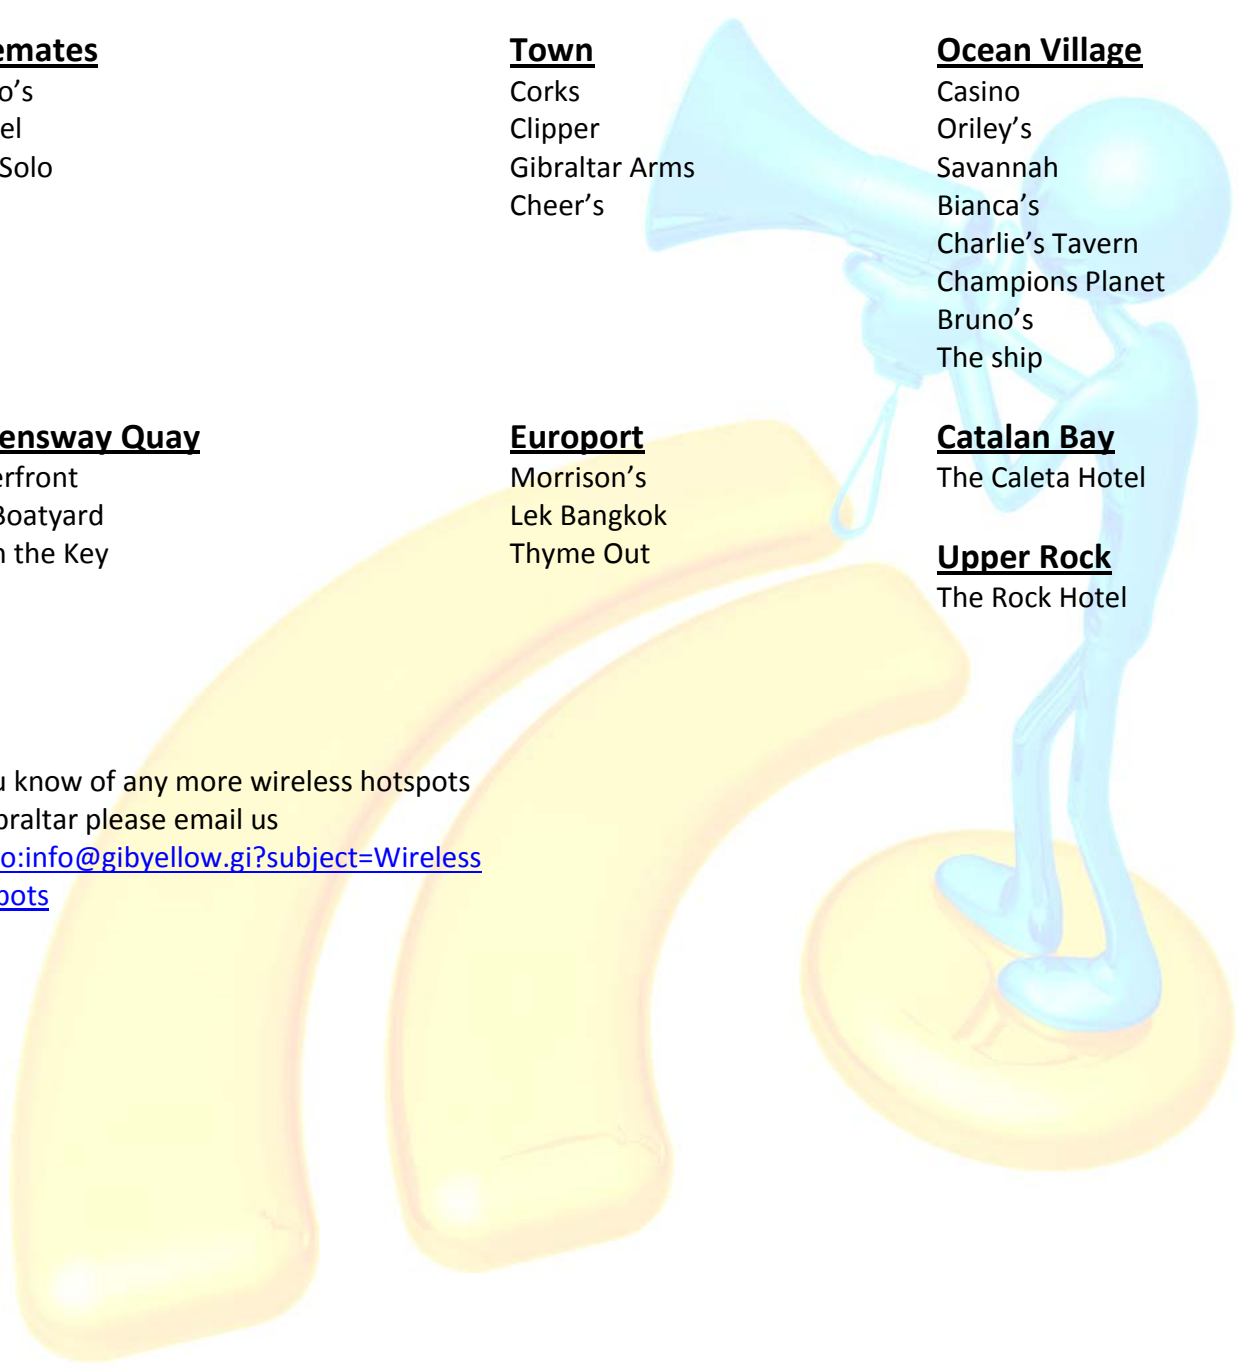 emates
o's
el
Solo
Town
Corks
Clipper
Gibraltar Arms
Cheer's
Ocean Village
Casino
Oriley's
Savannah
Bianca's
Charlie's Tavern
Champions Planet
Bruno's
The ship
ensway Quay
erfront
Boatyard
n the Key
Europort
Morrison's
Lek Bangkok
Thyme Out
Catalan Bay
The Caleta Hotel
Upper Rock
The Rock Hotel
u know of any more wireless hotspots
braltar please email us
o:info@gibyellow.gi?subject=Wireless
pots